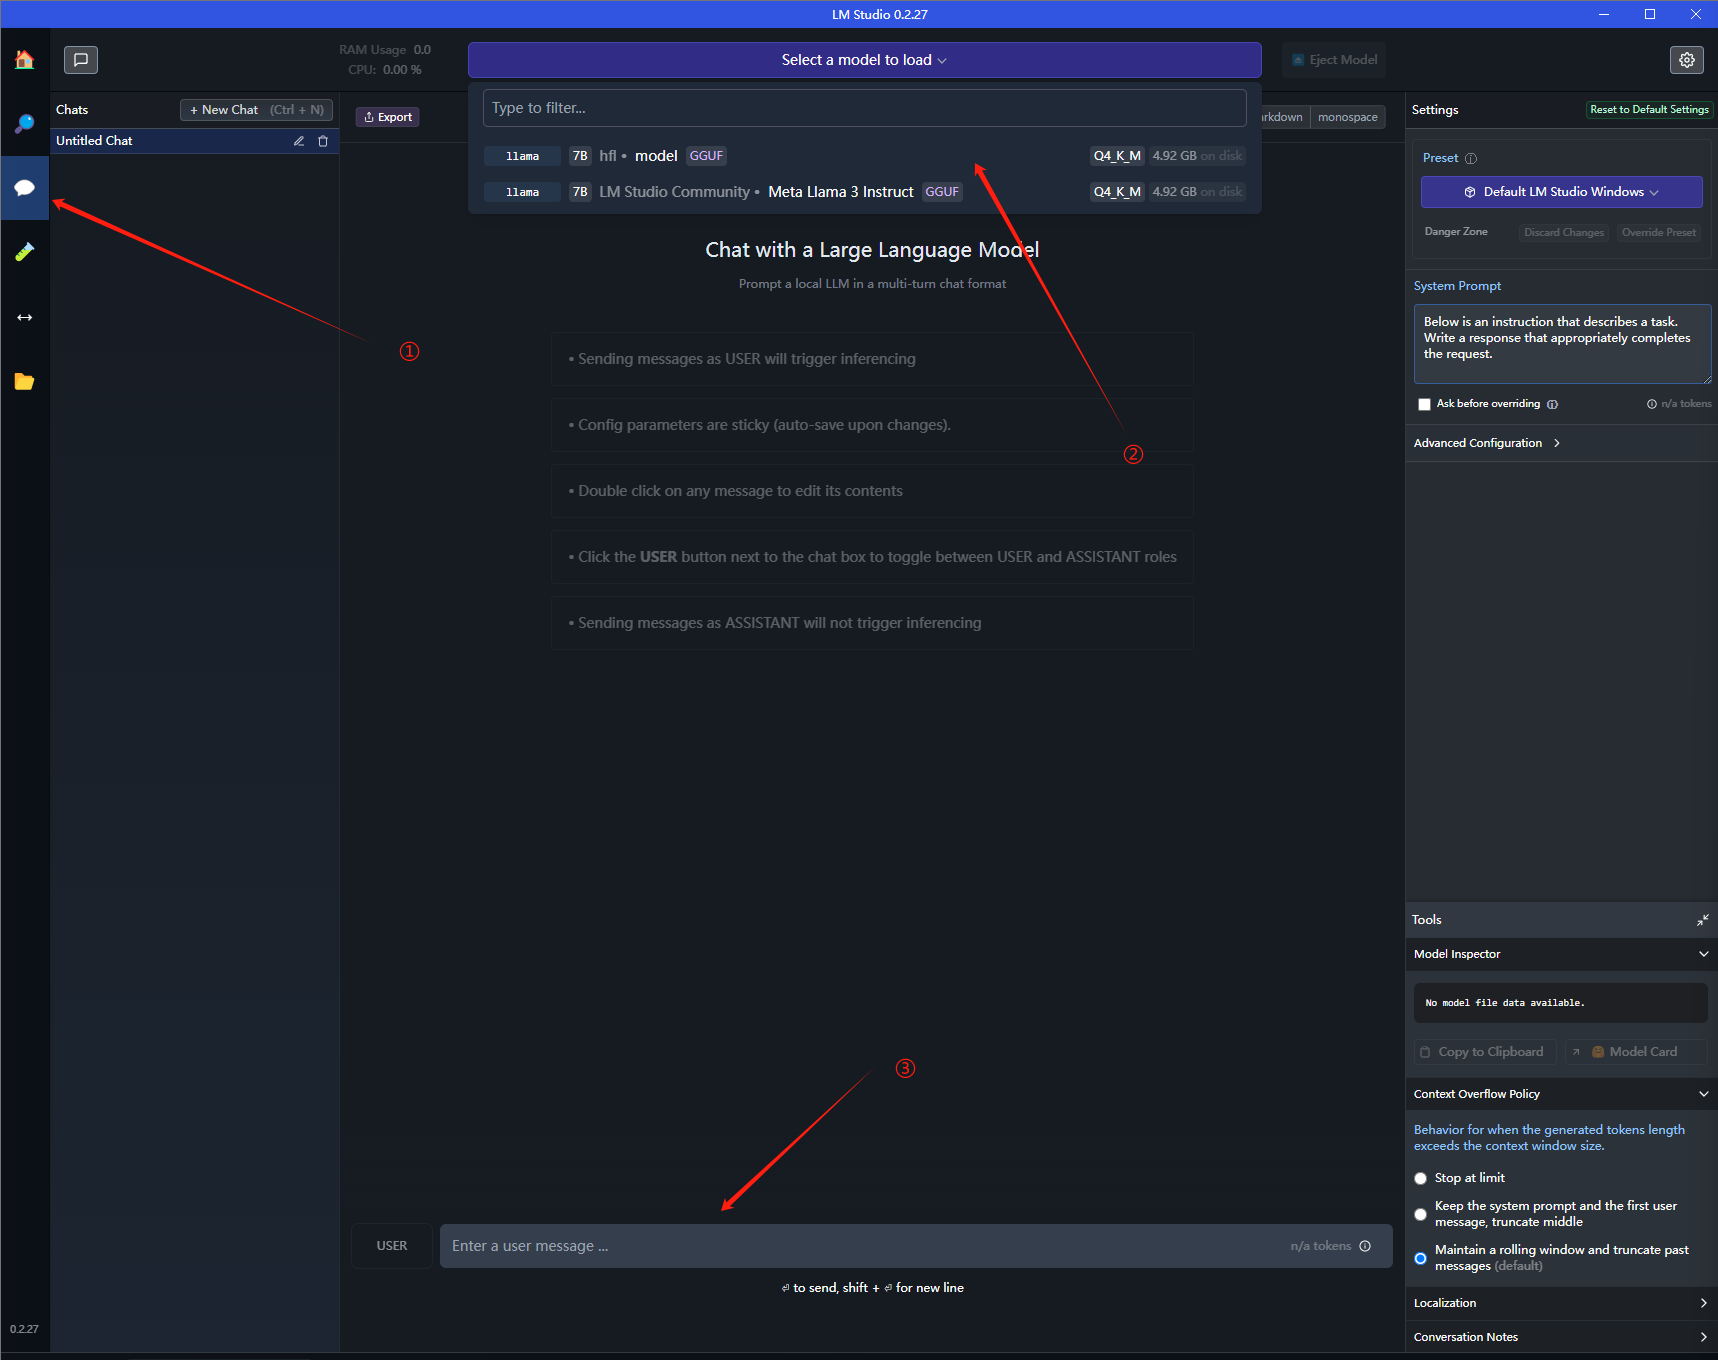 LM Studio 0.2.27
RAM Usage 0.0
CPU: 0.00 %
Select a model to load
Eject Model
Chats
+ New Chat (Ctrl + N)
Untitled Chat
Export
Type to filter...
rkdown
monospace
llama 7B hfl • model GGUF Q4_K_M 4.92 GB on disk
llama 7B LM Studio Community • Meta Llama 3 Instruct GGUF Q4_K_M 4.92 GB on disk
Chat with a Large Language Model
Prompt a local LLM in a multi-turn chat format
①
• Sending messages as USER will trigger inferencing
• Config parameters are sticky (auto-save upon changes).
②
• Double click on any message to edit its contents
• Click the USER button next to the chat box to toggle between USER and ASSISTANT roles
• Sending messages as ASSISTANT will not trigger inferencing
③
USER
Enter a user message ...
n/a tokens
⏎ to send, shift + ⏎ for new line
0.2.27
Settings
Reset to Default Settings
Preset
Default LM Studio Windows
Danger Zone
Discard Changes
Override Preset
System Prompt
Below is an instruction that describes a task.
Write a response that appropriately completes
the request.
Ask before overriding
n/a tokens
Advanced Configuration
Tools
Model Inspector
No model file data available.
Copy to Clipboard
Model Card
Context Overflow Policy
Behavior for when the generated tokens length
exceeds the context window size.
Stop at limit
Keep the system prompt and the first user
message, truncate middle
Maintain a rolling window and truncate past
messages (default)
Localization
Conversation Notes